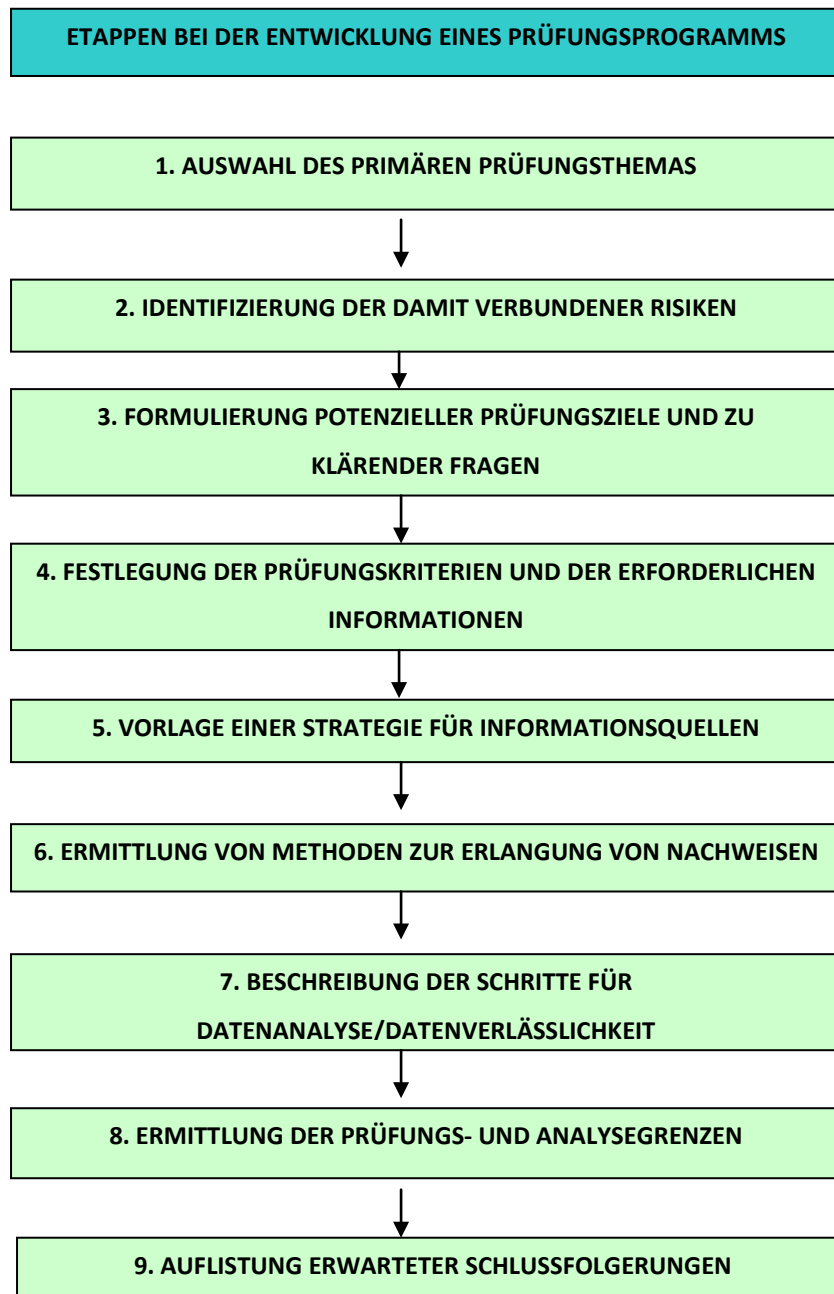 ETAPPEN BEI DER ENTWICKLUNG EINES PRÜFUNGSPROGRAMMS
1. AUSWAHL DES PRIMÄREN PRÜFUNGSTHEMAS
2. IDENTIFIZIERUNG DER DAMIT VERBUNDENER RISIKEN
3. FORMULIERUNG POTENZIELLER PRÜFUNGSZIELE UND ZU
KLÄRENDER FRAGEN
4. FESTLEGUNG DER PRÜFUNGSKRITERIEN UND DER ERFORDERLICHEN
INFORMATIONEN
5. VORLAGE EINER STRATEGIE FÜR INFORMATIONSQUELLEN
6. ERMITTLUNG VON METHODEN ZUR ERLANGUNG VON NACHWEISEN
7. BESCHREIBUNG DER SCHRITTE FÜR
DATENANALYSE/DATENVERLÄSSLICHKEIT
8. ERMITTLUNG DER PRÜFUNGS- UND ANALYSEGRENZEN
9. AUFLISTUNG ERWARTETER SCHLUSSFOLGERUNGEN